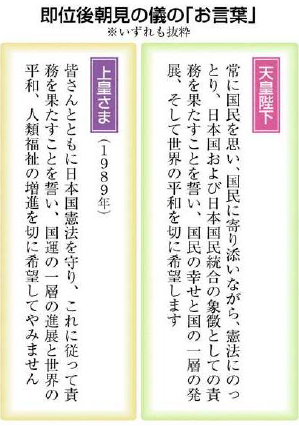 即位後朝見の儀の「お言葉」
※いずれも抜粋
天皇陛下
常に国民を思い、国民に寄り添いながら、憲法にのっ
とり、日本国および日本国民統合の象徴としての責
務を果たすことを誓い、国民の幸せと国の一層の発
展、そして世界の平和を切に希望します
上皇さま
(1989年)
皆さんとともに日本国憲法を守り、これに従って責
務を果たすことを誓い、国運の一層の進展と世界の
平和、人類福祉の増進を切に希望してやみません